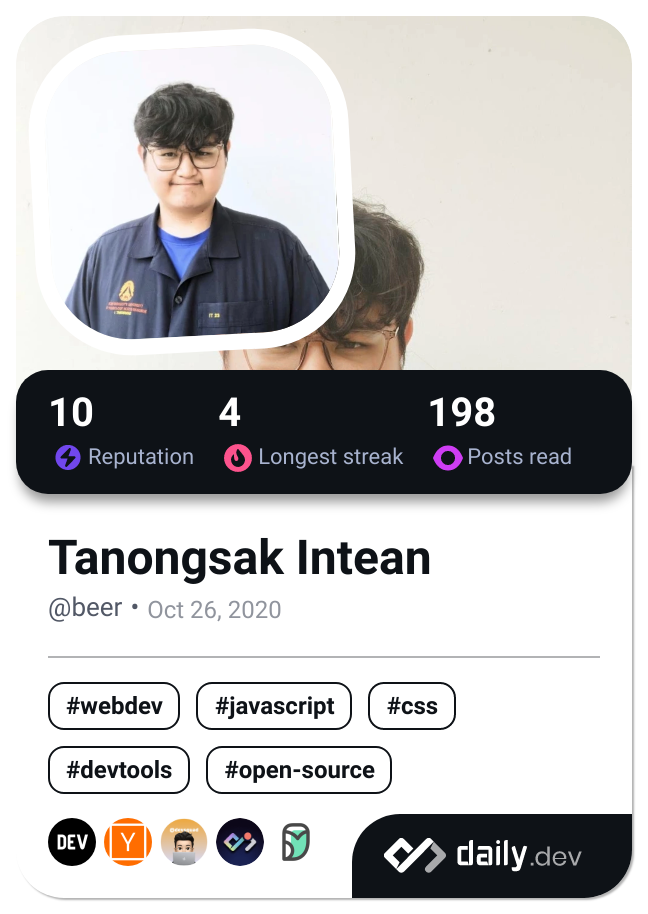 10 4 198
Reputation Longest streak Posts read
Tanongsak Intean
@beer • Oct 26, 2020
#webdev #javascript #css
#devtools #open-source
DEV Y daily.dev